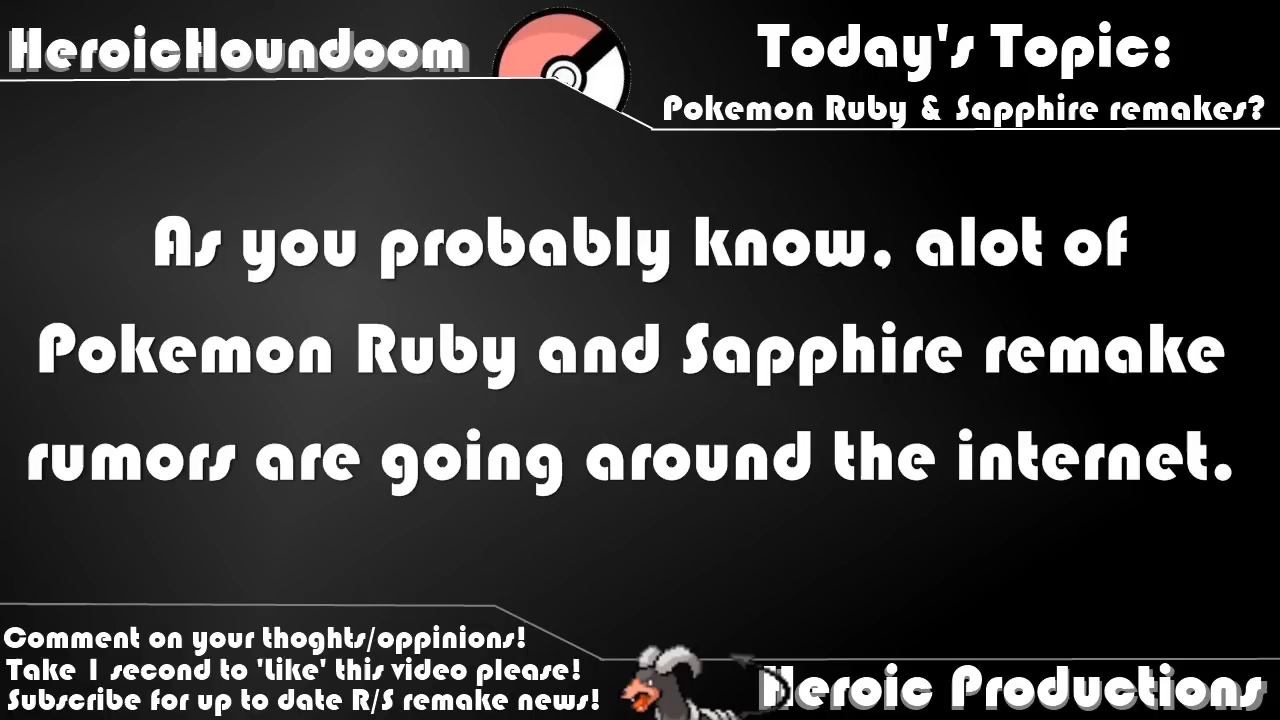 HeroicHoundoom
Today's Topic:
Pokemon Ruby & Sapphire remakes?
As you probably know, alot of
Pokemon Ruby and Sapphire remake
rumors are going around the internet.
Comment on your thoghts/oppinions!
Take 1 second to 'Like' this video please!
Subscribe for up to date R/S remake news!
Heroic Productions